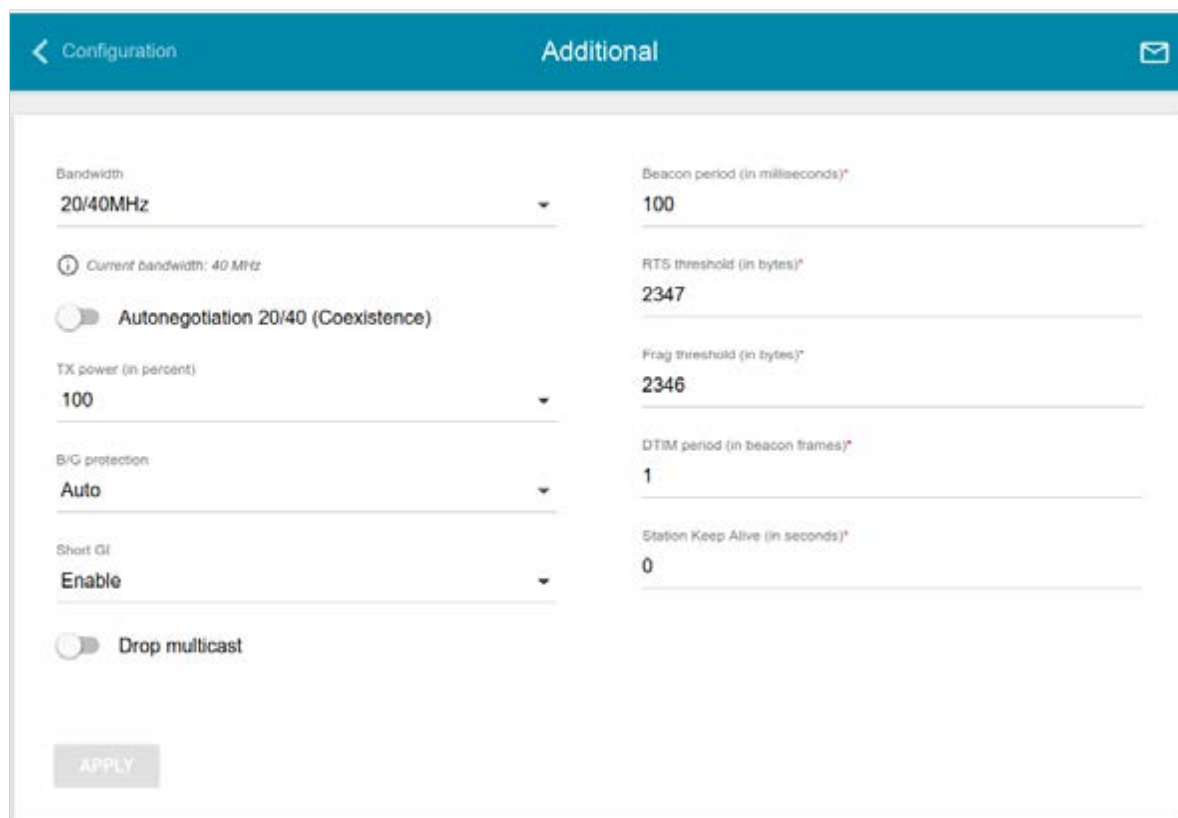 Configuration
Additional
Bandwidth
20/40MHz
Current bandwidth: 40 MHz
Autonegotiation 20/40 (Coexistence)
TX power (in percent)
100
B/G protection
Auto
Short GI
Enable
Drop multicast
APPLY
Beacon period (in milliseconds)*
100
RTS threshold (in bytes)*
2347
Frag threshold (in bytes)*
2346
DTIM period (in beacon frames)*
1
Station Keep Alive (in seconds)*
0